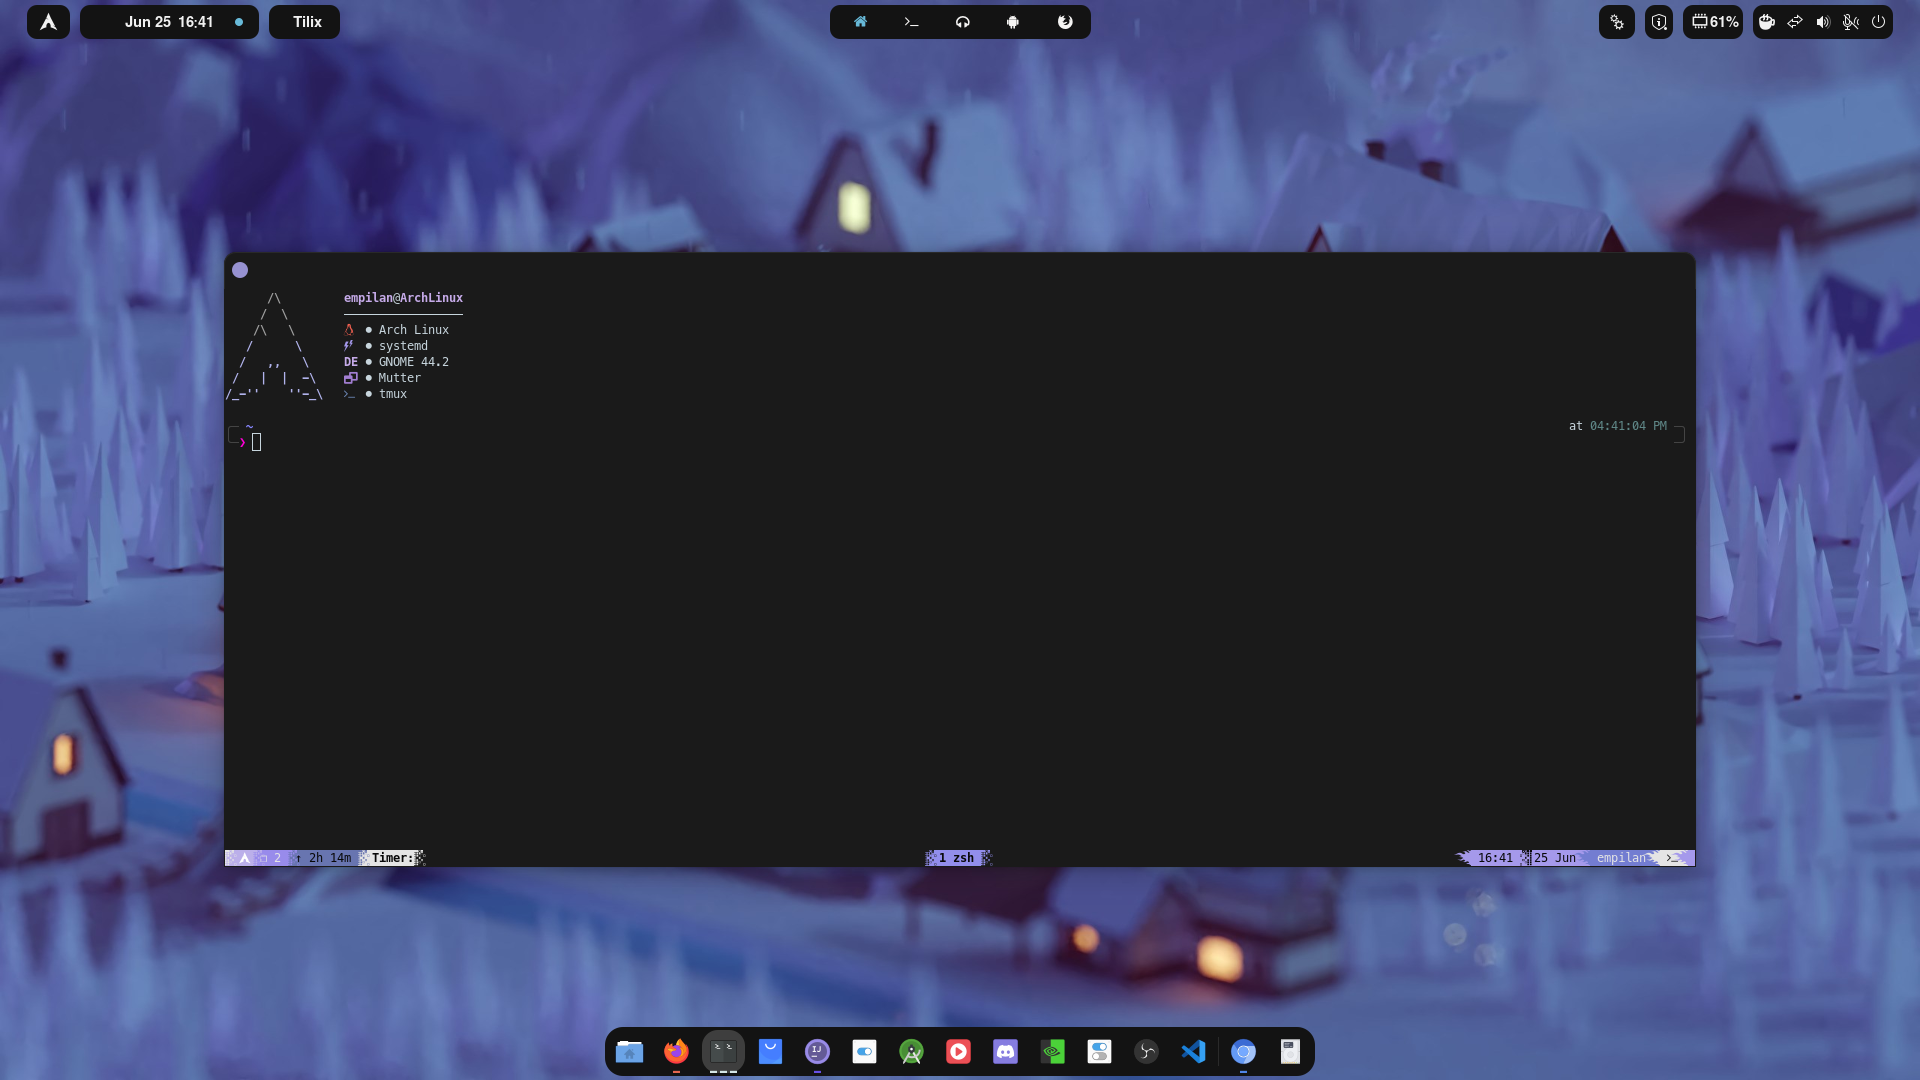 Jun 25 16:41
Tilix
61%
empilan@ArchLinux
● Arch Linux
● systemd
DE ● GNOME 44.2
● Mutter
● tmux
~
at 04:41:04 PM
❯
2 ↑ 2h 14m Timer:
1 zsh
16:41 25 Jun empilan
IJ